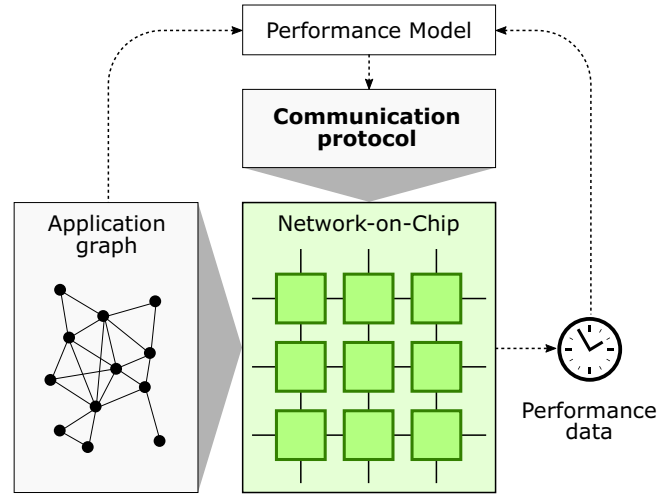 Performance Model
Communication
protocol
Application
graph
Network-on-Chip
Performance
data